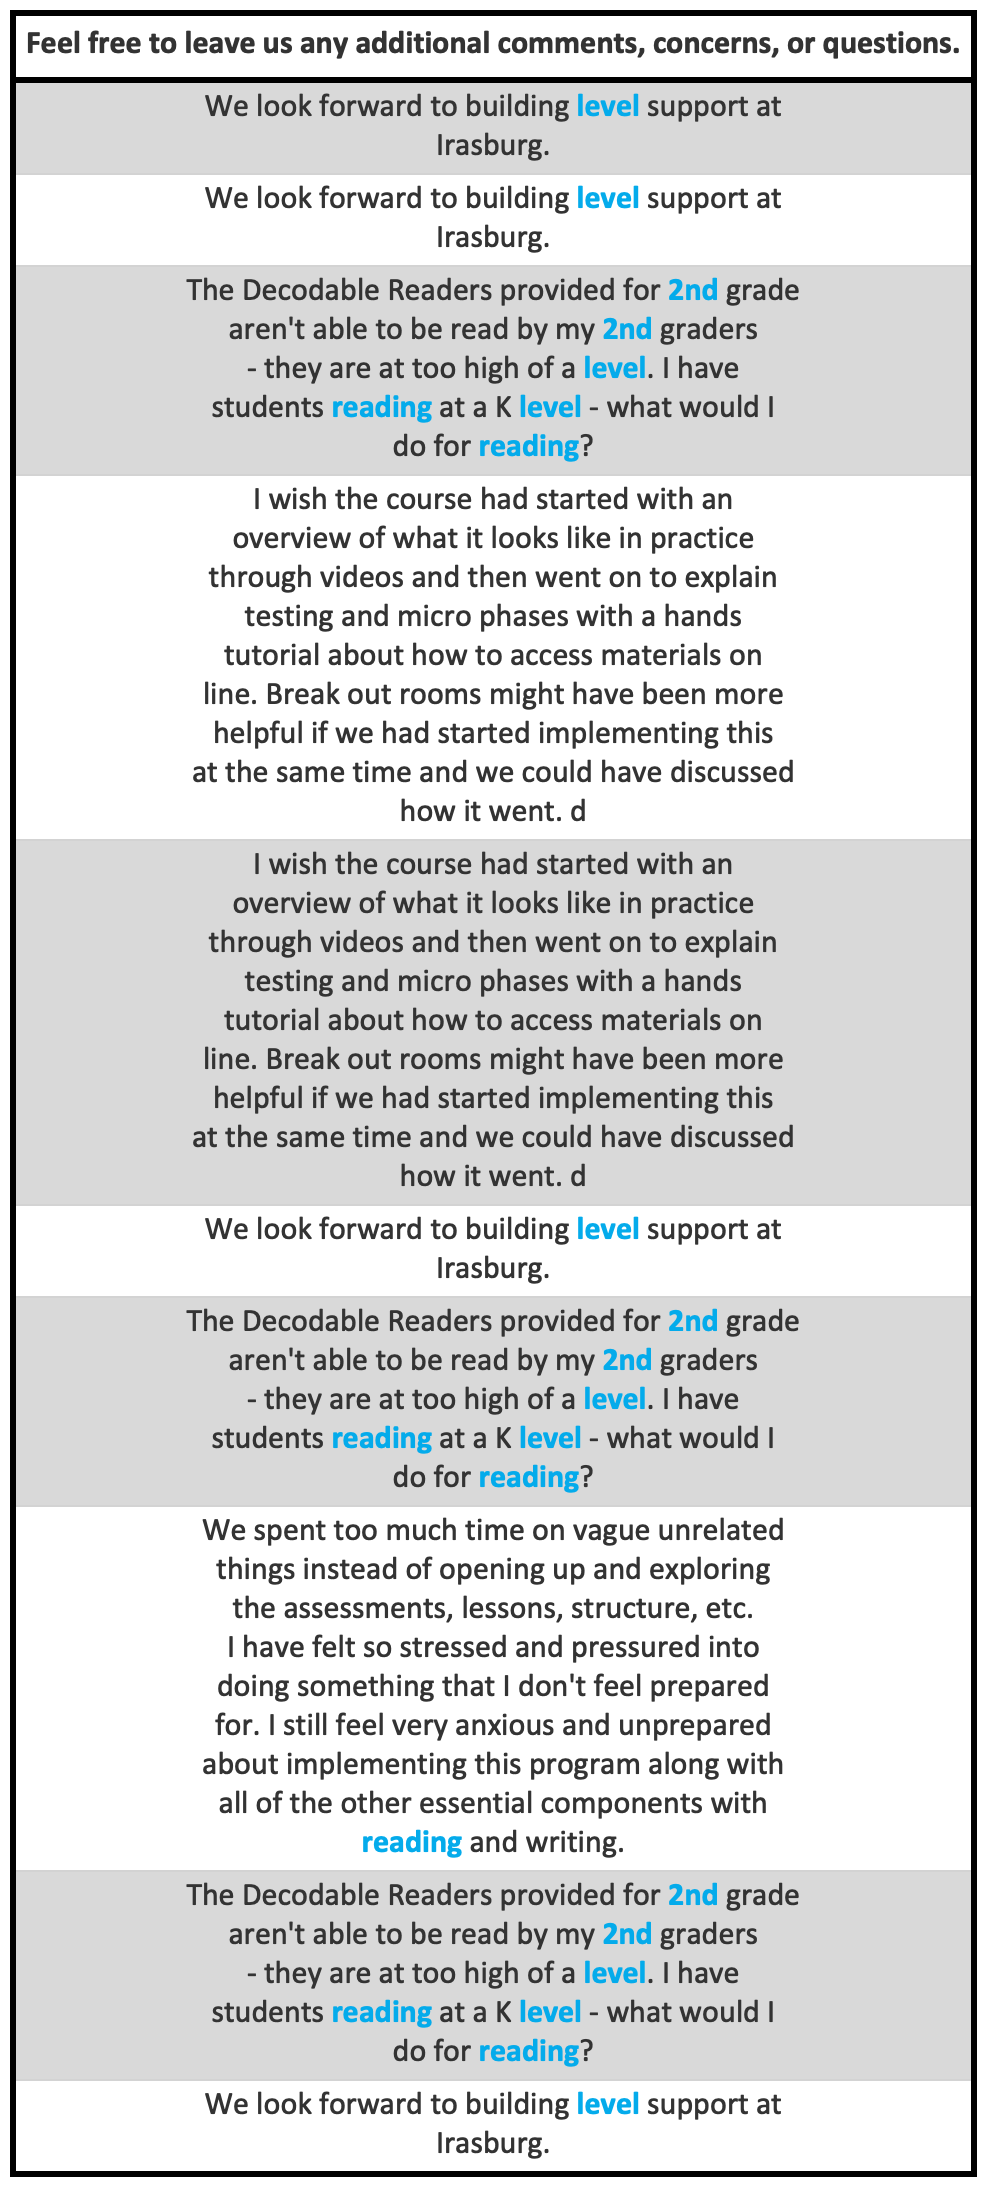 Feel free to leave us any additional comments, concerns, or questions.
We look forward to building level support at
Irasburg.
We look forward to building level support at
Irasburg.
The Decodable Readers provided for 2nd grade
aren't able to be read by my 2nd graders
- they are at too high of a level. I have
students reading at a K level - what would I
do for reading?
I wish the course had started with an
overview of what it looks like in practice
through videos and then went on to explain
testing and micro phases with a hands
tutorial about how to access materials on
line. Break out rooms might have been more
helpful if we had started implementing this
at the same time and we could have discussed
how it went. d
I wish the course had started with an
overview of what it looks like in practice
through videos and then went on to explain
testing and micro phases with a hands
tutorial about how to access materials on
line. Break out rooms might have been more
helpful if we had started implementing this
at the same time and we could have discussed
how it went. d
We look forward to building level support at
Irasburg.
The Decodable Readers provided for 2nd grade
aren't able to be read by my 2nd graders
- they are at too high of a level. I have
students reading at a K level - what would I
do for reading?
We spent too much time on vague unrelated
things instead of opening up and exploring
the assessments, lessons, structure, etc.
I have felt so stressed and pressured into
doing something that I don't feel prepared
for. I still feel very anxious and unprepared
about implementing this program along with
all of the other essential components with
reading and writing.
The Decodable Readers provided for 2nd grade
aren't able to be read by my 2nd graders
- they are at too high of a level. I have
students reading at a K level - what would I
do for reading?
We look forward to building level support at
Irasburg.